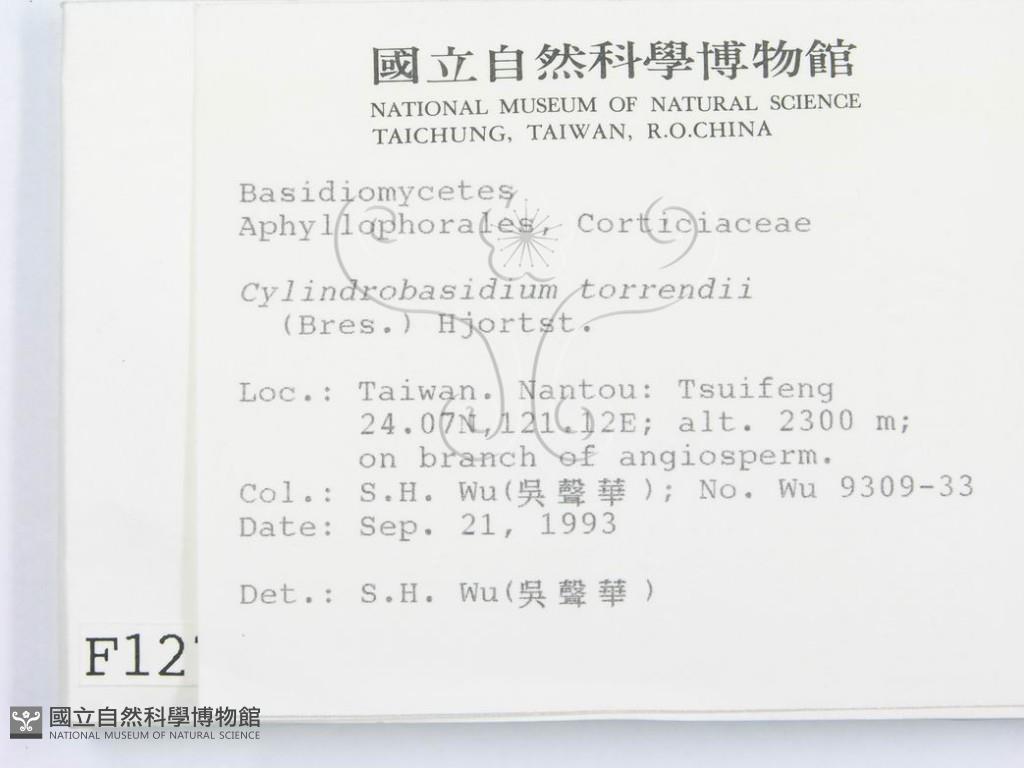 國立自然科學博物館
NATIONAL MUSEUM OF NATURAL SCIENCE
TAICHUNG, TAIWAN, R.O.CHINA
Basidiomycetes,
Aphyllophorales, Corticiaceae
Cylindrobasidium torrendii
(Bres.) Hjortst.
Loc.: Taiwan. Nantou: Tsuifeng
24.07N,121.12E; alt. 2300 m;
on branch of angiosperm.
Col.: S.H. Wu(吳聲華); No. Wu 9309-33
Date: Sep. 21, 1993
Det.: S.H. Wu(吳聲華)
F12
國立自然科學博物館
NATIONAL MUSEUM OF NATURAL SCIENCE